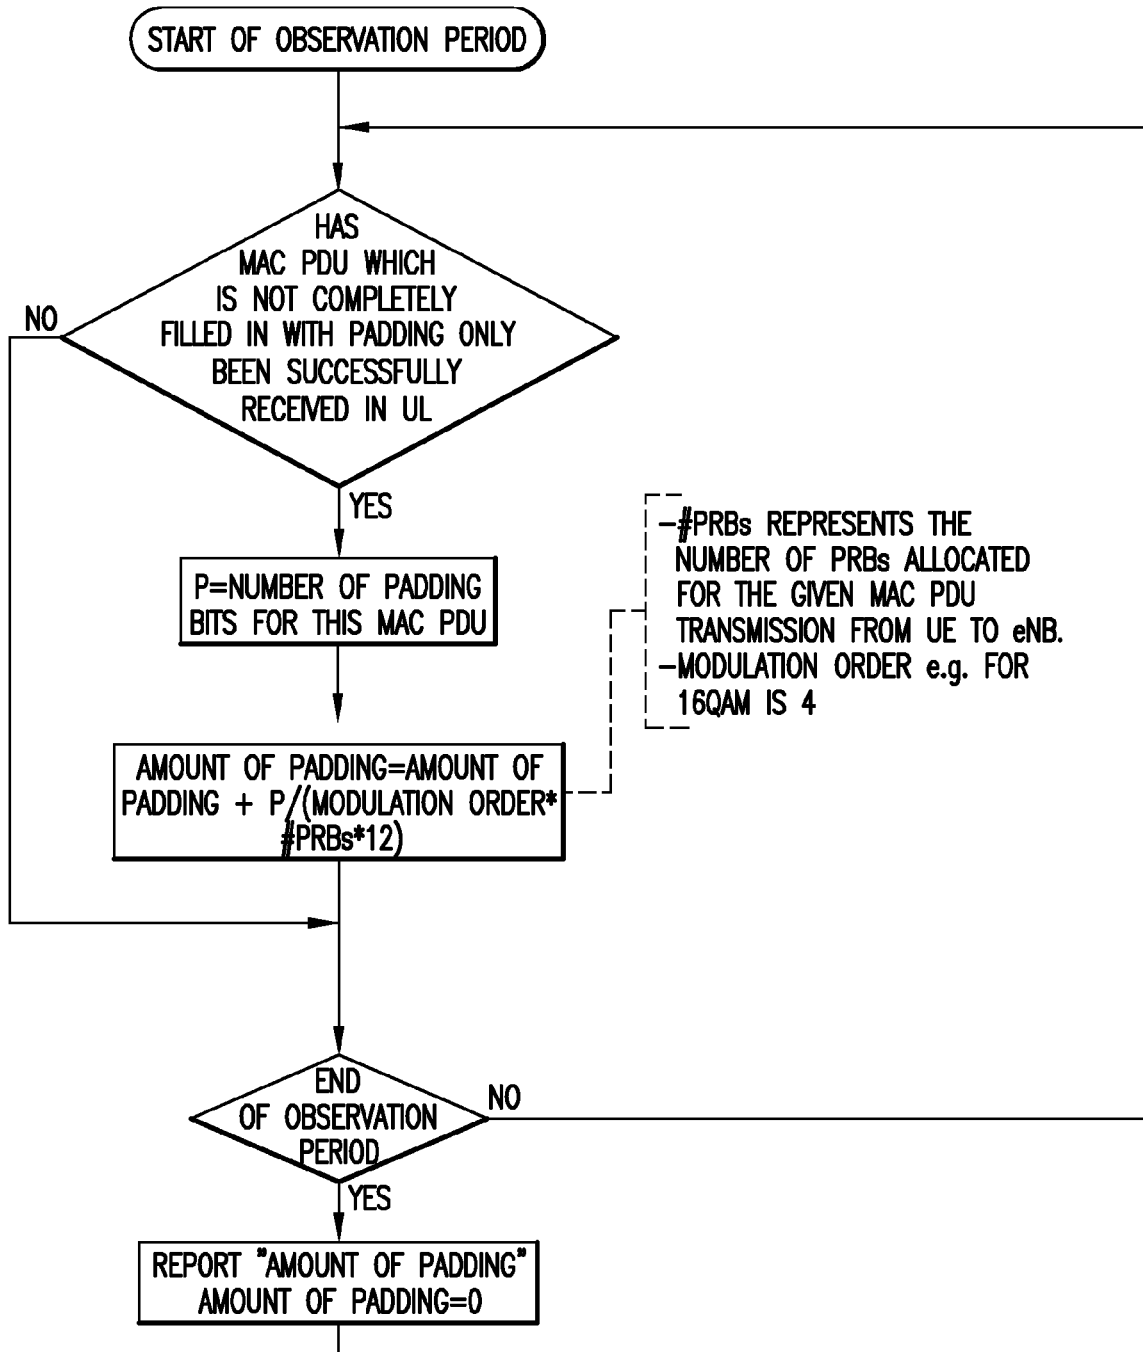 START OF OBSERVATION PERIOD
HAS
MAC PDU WHICH
IS NOT COMPLETELY
FILLED IN WITH PADDING ONLY
BEEN SUCCESSFULLY
RECEIVED IN UL
NO
YES
P=NUMBER OF PADDING
BITS FOR THIS MAC PDU
-#PRBs REPRESENTS THE
NUMBER OF PRBs ALLOCATED
FOR THE GIVEN MAC PDU
TRANSMISSION FROM UE TO eNB.
-MODULATION ORDER e.g. FOR
16QAM IS 4
AMOUNT OF PADDING=AMOUNT OF
PADDING + P/(MODULATION ORDER*
#PRBs*12)
END
OF OBSERVATION
PERIOD
NO
YES
REPORT "AMOUNT OF PADDING"
AMOUNT OF PADDING=0